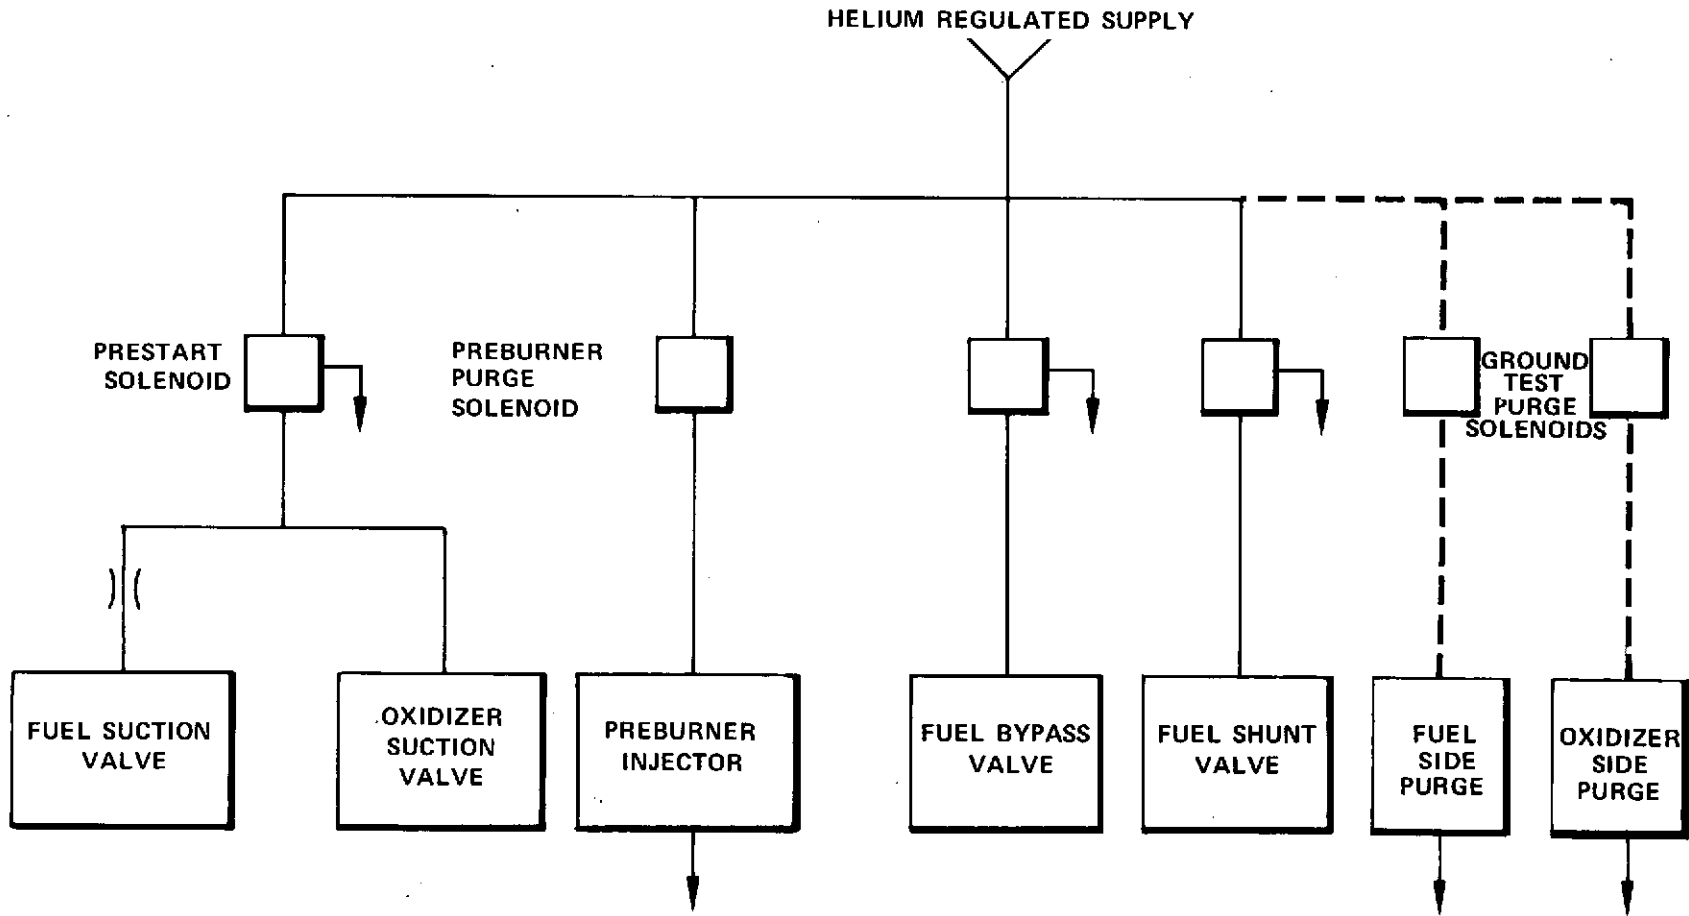 HELIUM REGULATED SUPPLY
PRESTART
SOLENOID
PREBURNER
PURGE
SOLENOID
GROUND
TEST
PURGE
SOLENOIDS
FUEL SUCTION
VALVE
OXIDIZER
SUCTION
VALVE
PREBURNER
INJECTOR
FUEL BYPASS
VALVE
FUEL SHUNT
VALVE
FUEL
SIDE
PURGE
OXIDIZER
SIDE
PURGE